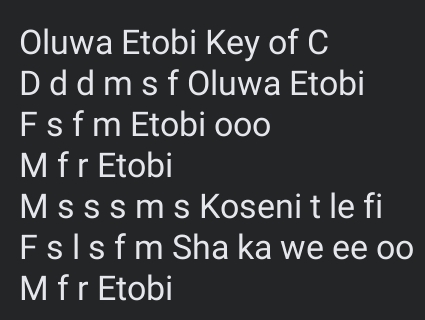 Oluwa Etobi Key of C
D d d m s f Oluwa Etobi
F s f m Etobi ooo
M f r Etobi
M s s s m s Koseni t le fi
F s l s f m Sha ka we ee oo
M f r Etobi